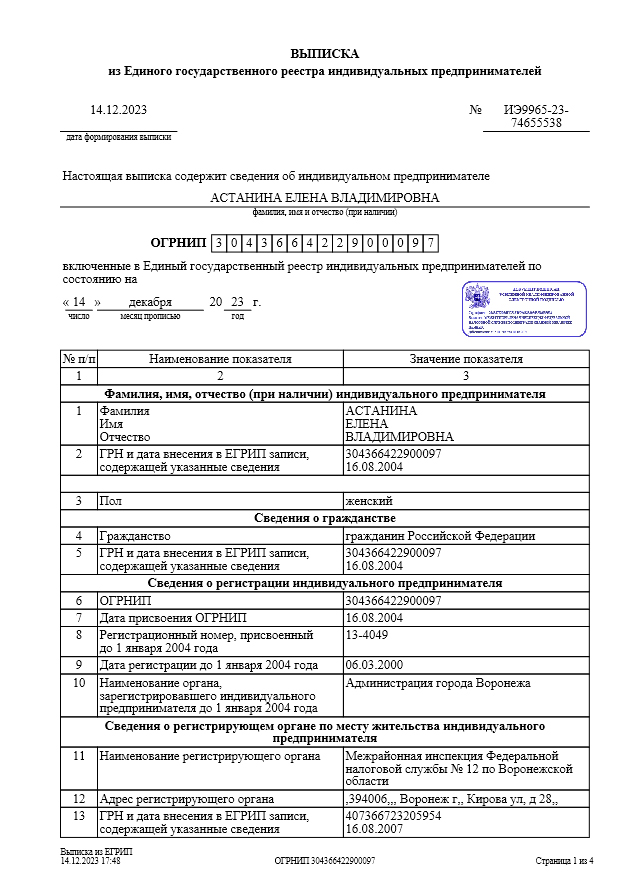 ВЫПИСКА
из Единого государственного реестра индивидуальных предпринимателей
14.12.2023
№
ИЭ9965-23-
74655538
дата формирования выписки
Настоящая выписка содержит сведения об индивидуальном предпринимателе
АСТАНИНА ЕЛЕНА ВЛАДИМИРОВНА
фамилия, имя и отчество (при наличии)
ОГРНИП 3 0 4 3 6 6 4 2 2 9 0 0 0 9 7
включенные в Единый государственный реестр индивидуальных предпринимателей по
состоянию на
« 14 » декабря 20 23 г.
число месяц прописью год
№ п/п Наименование показателя Значение показателя
1 2 3
Фамилия, имя, отчество (при наличии) индивидуального предпринимателя
1 Фамилия АСТАНИНА
Имя ЕЛЕНА
Отчество ВЛАДИМИРОВНА
2 ГРН и дата внесения в ЕГРИП записи, 304366422900097
содержащей указанные сведения 16.08.2004
3 Пол женский
Сведения о гражданстве
4 Гражданство гражданин Российской Федерации
5 ГРН и дата внесения в ЕГРИП записи, 304366422900097
содержащей указанные сведения 16.08.2004
Сведения о регистрации индивидуального предпринимателя
6 ОГРНИП 304366422900097
7 Дата присвоения ОГРНИП 16.08.2004
8 Регистрационный номер, присвоенный 13-4049
до 1 января 2004 года
9 Дата регистрации до 1 января 2004 года 06.03.2000
10 Наименование органа, Администрация города Воронежа
зарегистрировавшего индивидуального
предпринимателя до 1 января 2004 года
Сведения о регистрирующем органе по месту жительства индивидуального
предпринимателя
11 Наименование регистрирующего органа Межрайонная инспекция Федеральной
налоговой службы № 12 по Воронежской
области
12 Адрес регистрирующего органа ,394006,,, Воронеж г,, Кирова ул, д 28,,
13 ГРН и дата внесения в ЕГРИП записи, 407366723205954
содержащей указанные сведения 16.08.2007
Выписка из ЕГРИП
14.12.2023 17:48 ОГРНИП 304366422900097 Страница 1 из 4